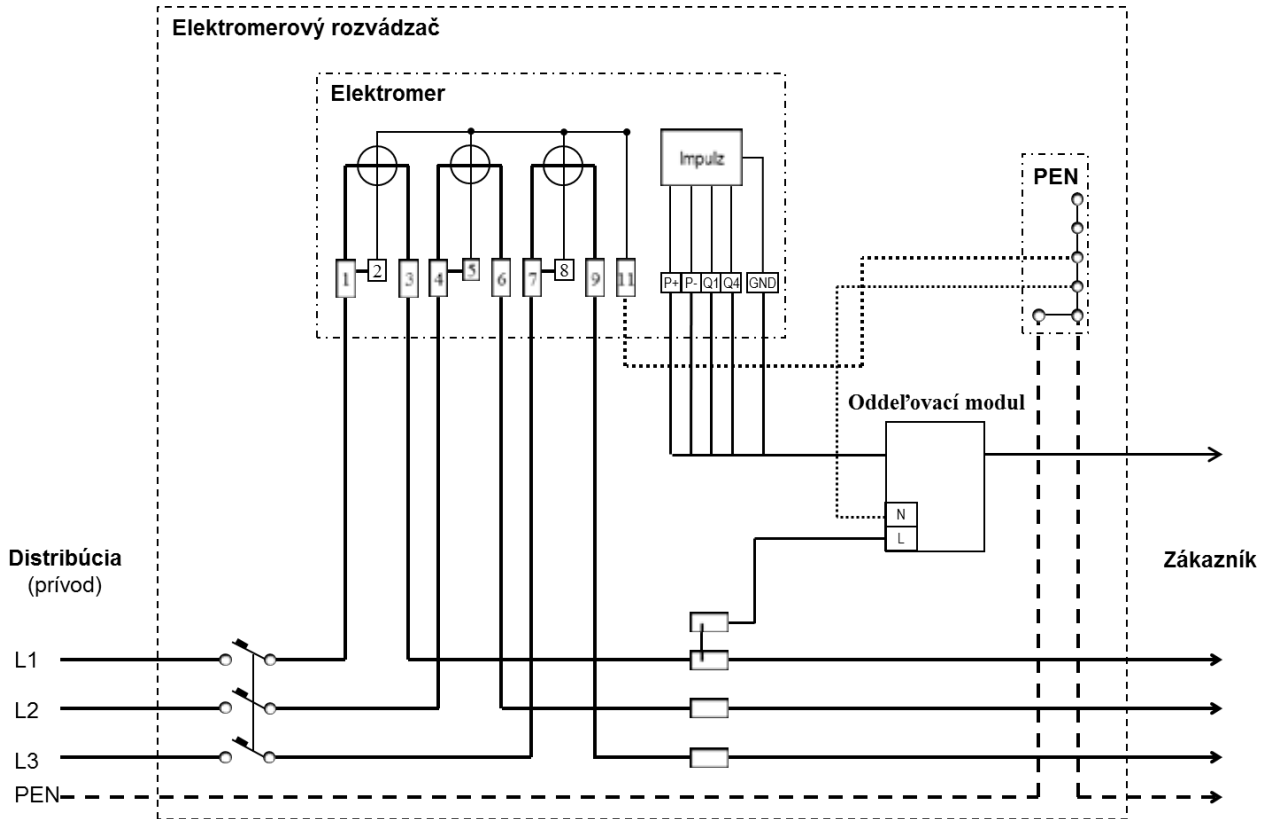 Elektromerový rozvádzač
Elektromer
Impulz
PEN
1 2 3 4 5 6 7 8 9 11
P+ P- Q1 Q4 GND
Oddeľovací modul
N
L
Distribúcia
(prívod)
Zákazník
L1
L2
L3
PEN